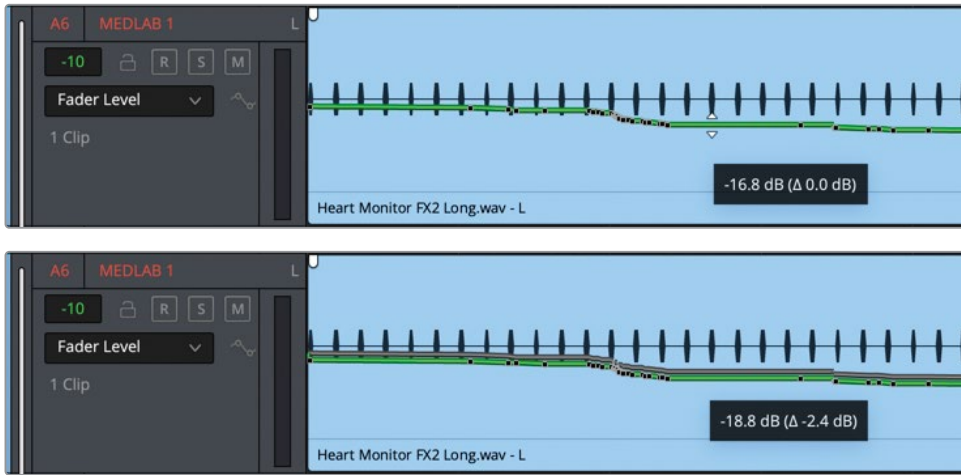 A6 MEDLAB 1 L
-10 R S M
Fader Level
1 Clip
-16.8 dB (Δ 0.0 dB)
Heart Monitor FX2 Long.wav - L
A6 MEDLAB 1 L
-10 R S M
Fader Level
1 Clip
-18.8 dB (Δ -2.4 dB)
Heart Monitor FX2 Long.wav - L